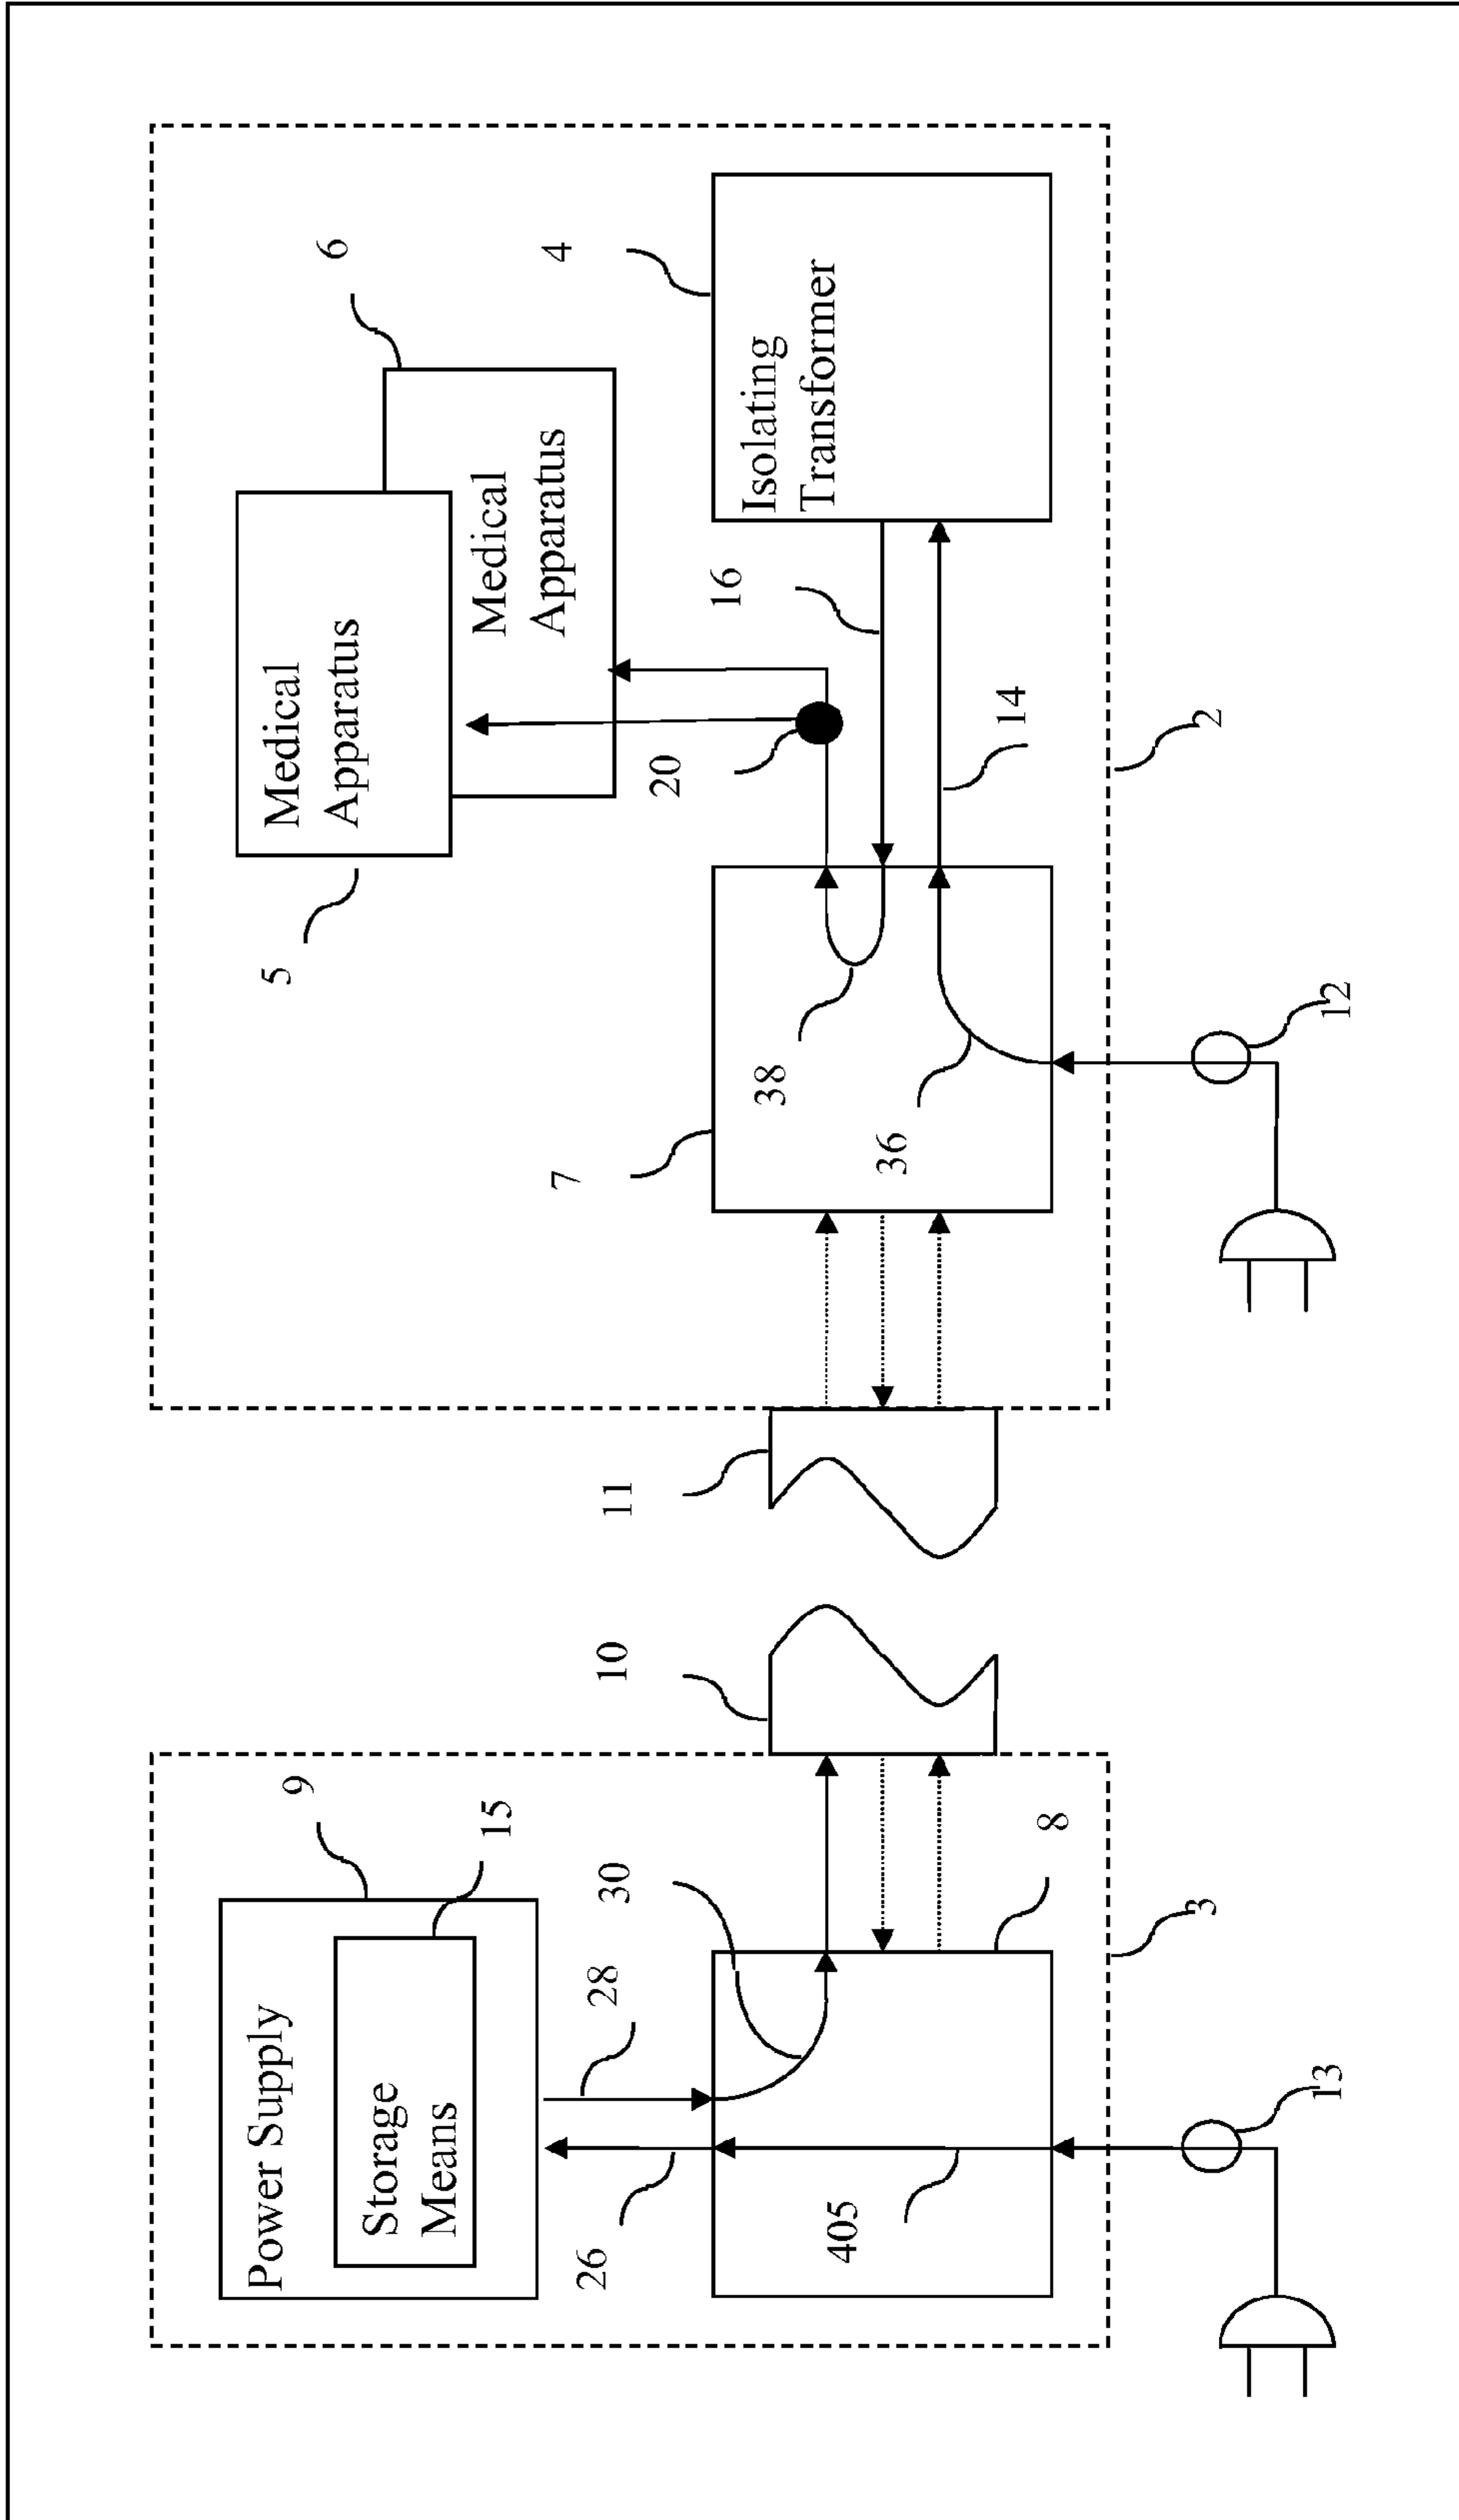 Power Supply
Storage
Means
9
15
30
28
26
405
8
3
13
10
11
Medical
Apparatus
5
Medical
Apparatus
6
4
Isolating
Transformer
16
14
20
38
36
7
2
12